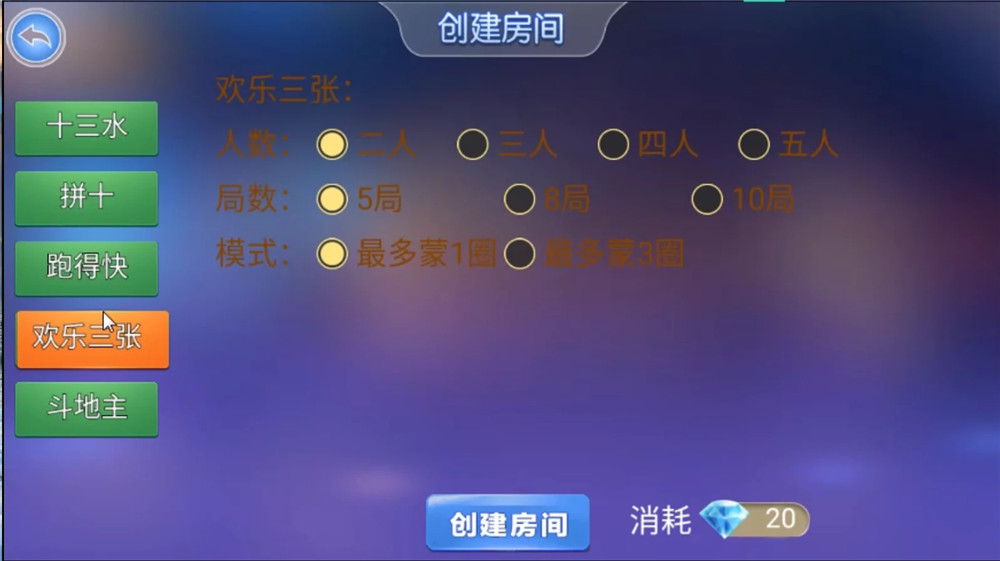 创建房间
十三水
拼十
跑得快
欢乐三张
斗地主
欢乐三张：
人数： 二人 三人 四人 五人
局数： 5局 8局 10局
模式： 最多蒙1圈 最多蒙3圈
创建房间 消耗 20